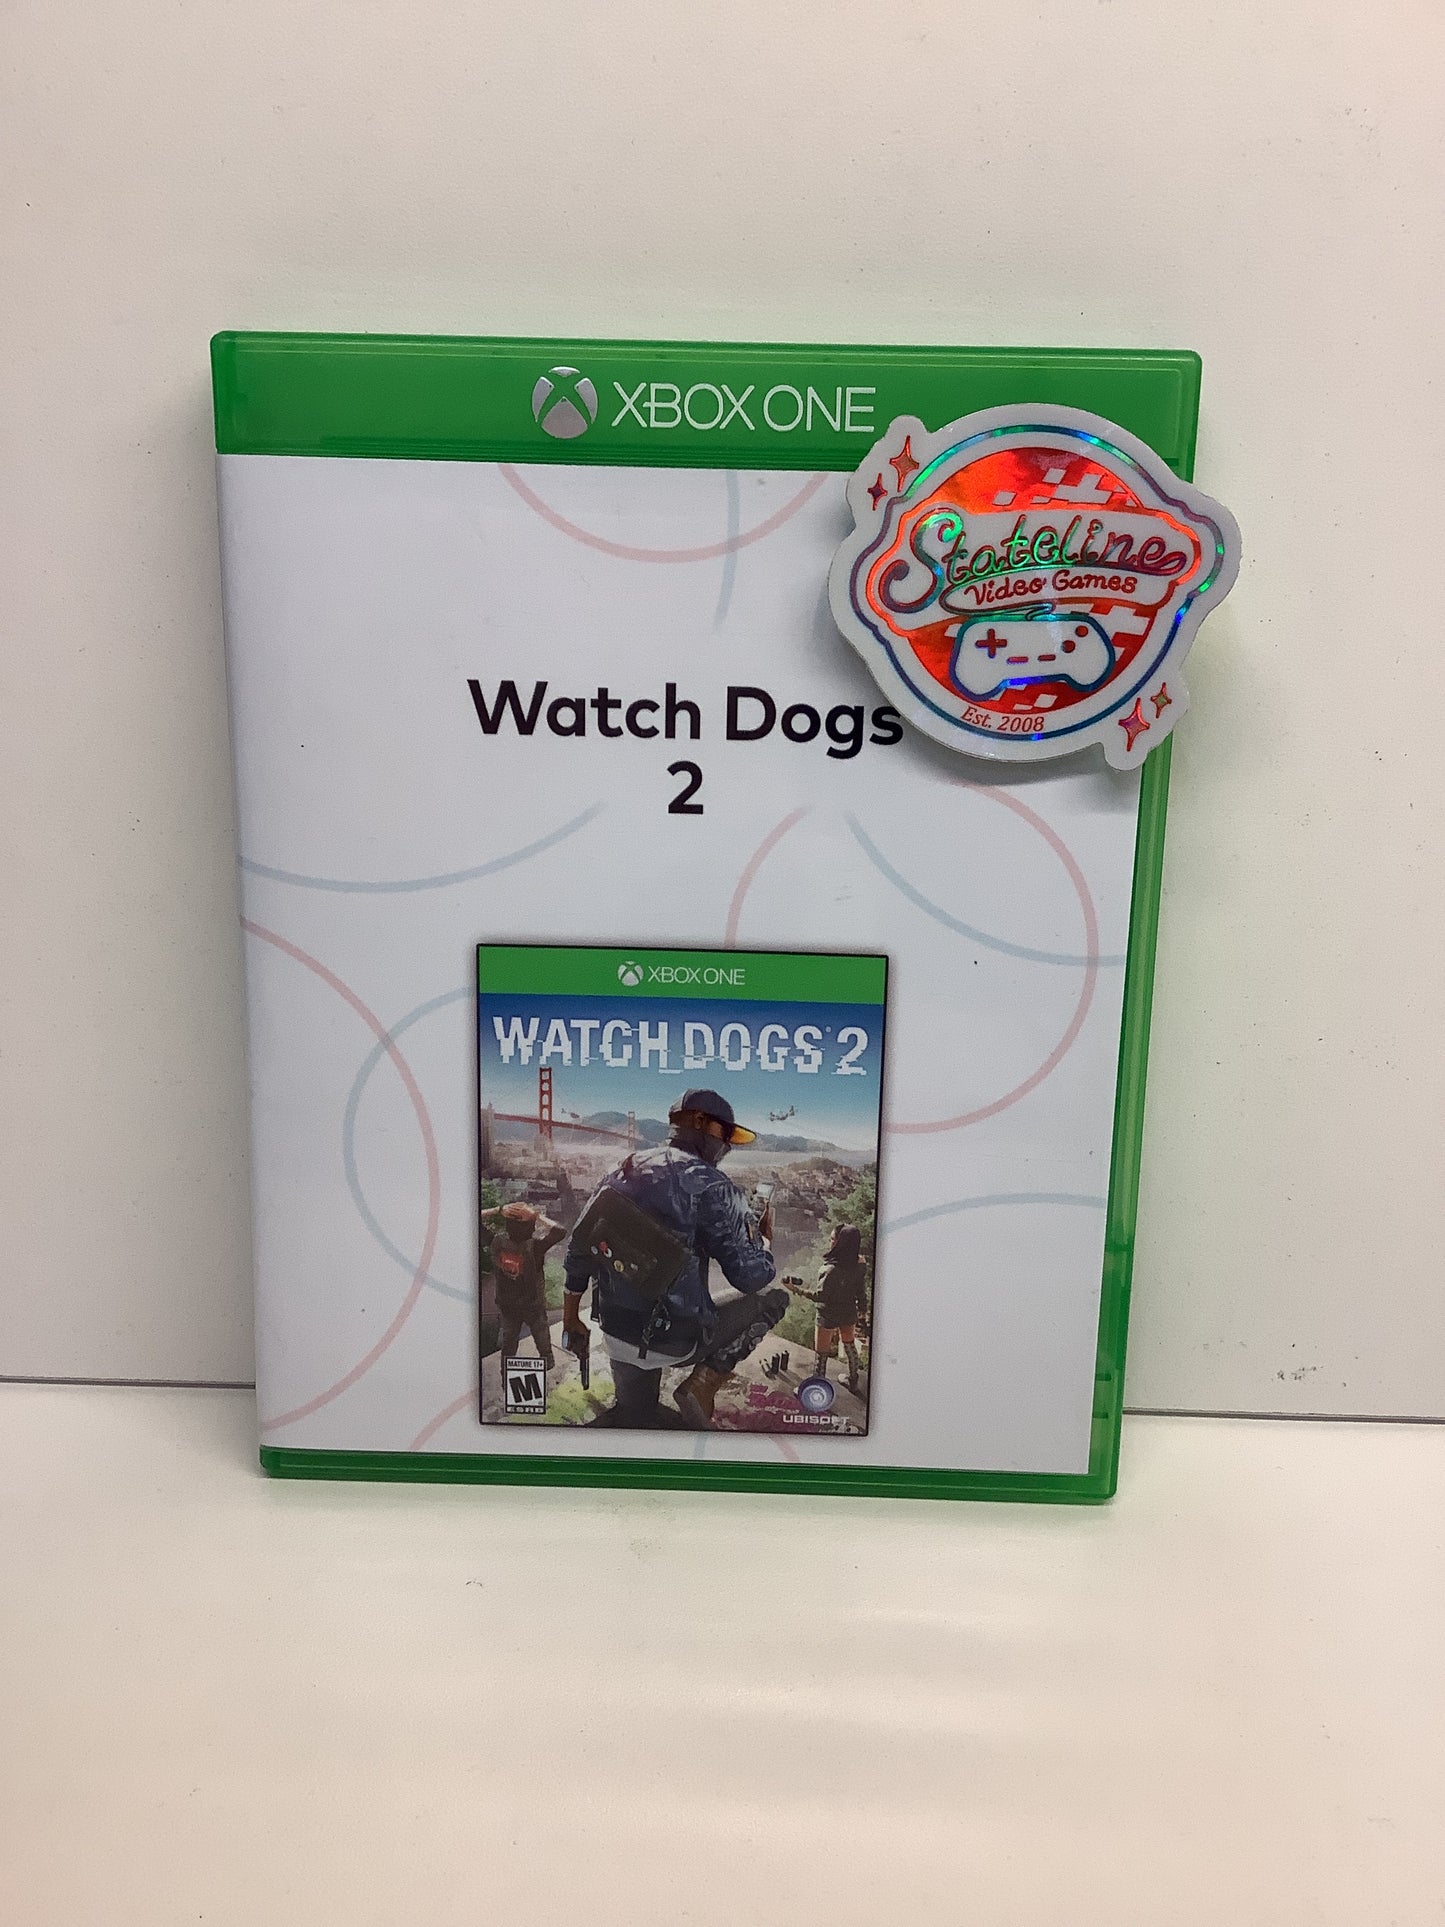 XBOX ONE
Stateline
Video Games
Est. 2008
Watch Dogs
2
XBOX ONE
WATCH_DOGS® 2
MATURE 17+
M
ESRB
UBISOFT